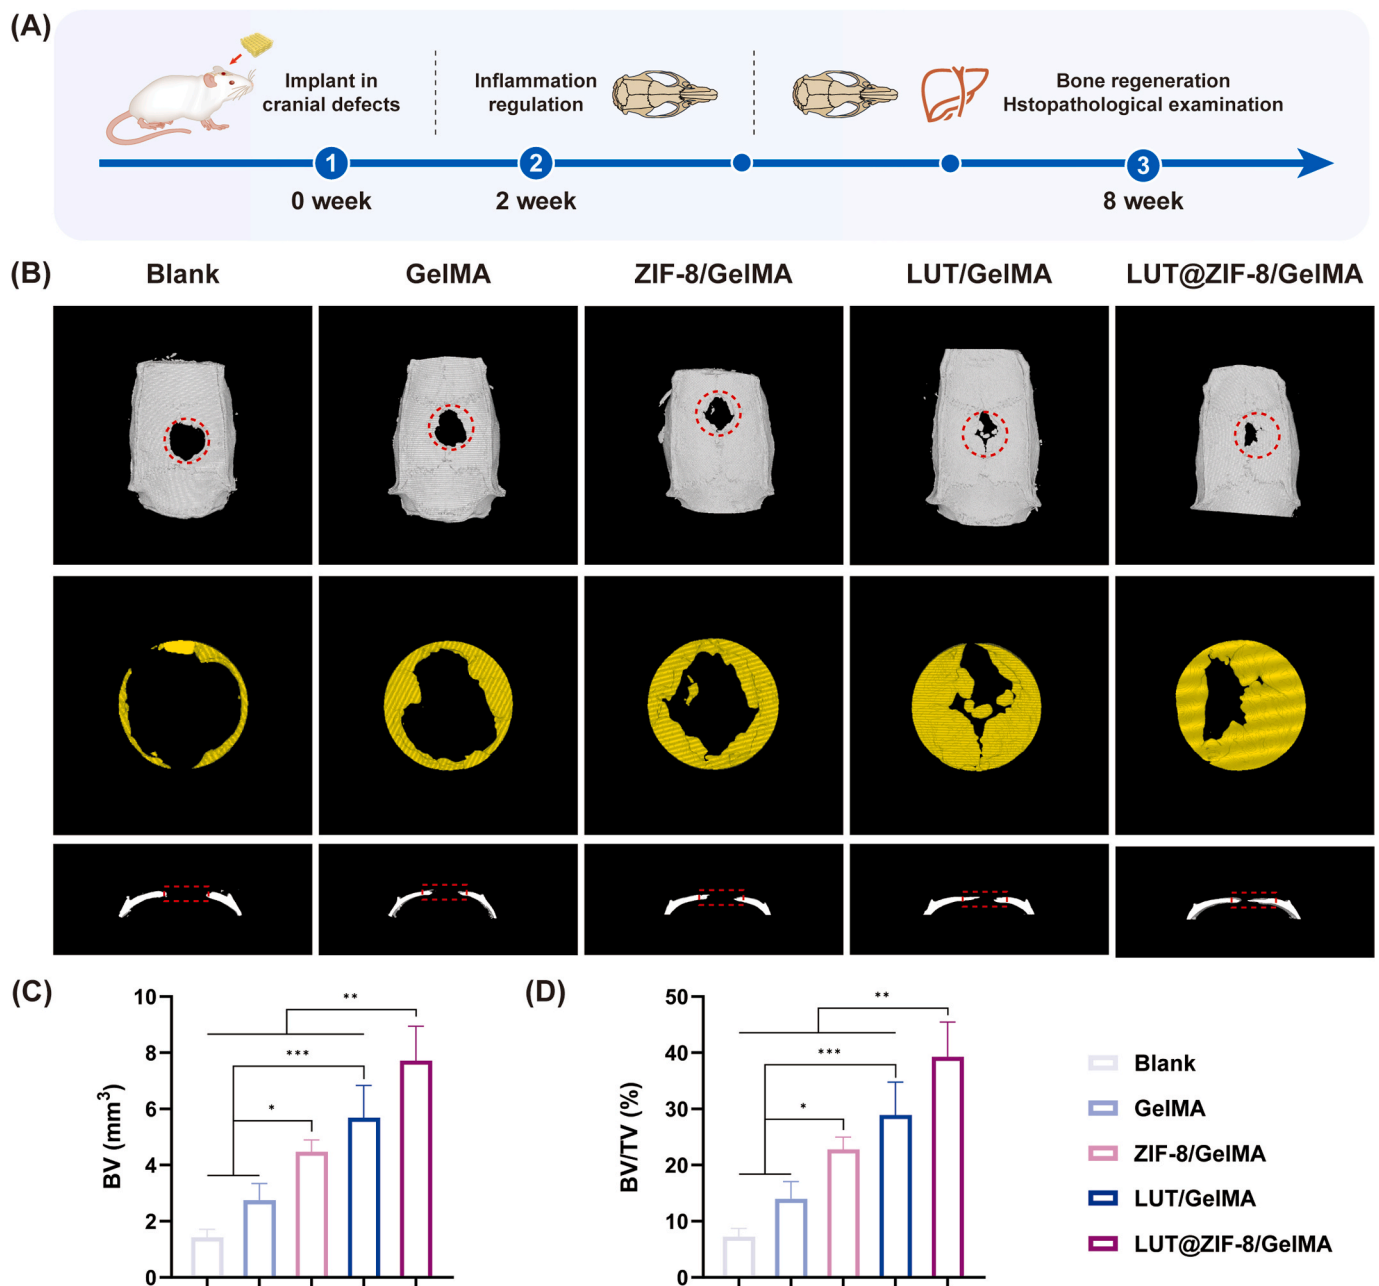 (A)
Implant in
cranial defects
Inflammation
regulation
Bone regeneration
Hstopathological examination
1
2
3
0 week
2 week
8 week
(B)
Blank
GelMA
ZIF-8/GelMA
LUT/GelMA
LUT@ZIF-8/GelMA
(C)
BV (mm³)
10
8
6
4
2
0
**
***
*
(D)
BV/TV (%)
50
40
30
20
10
0
**
***
*
Blank
GelMA
ZIF-8/GelMA
LUT/GelMA
LUT@ZIF-8/GelMA